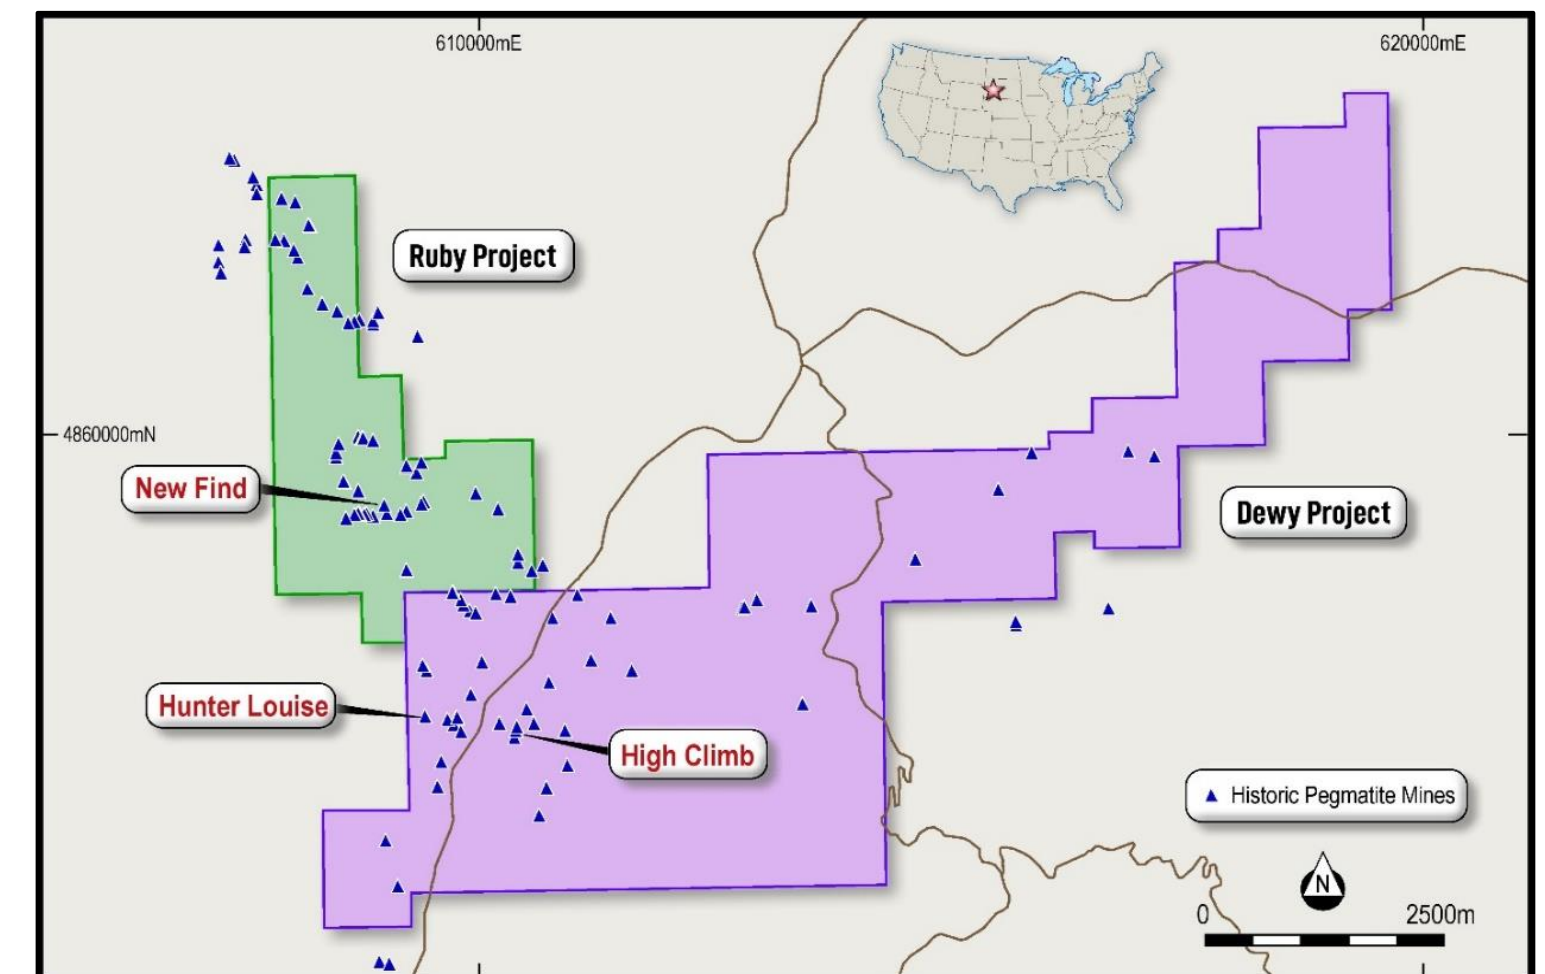 610000mE
620000mE
Ruby Project
4860000mN
New Find
Dewy Project
Hunter Louise
High Climb
Historic Pegmatite Mines
N
0 2500m